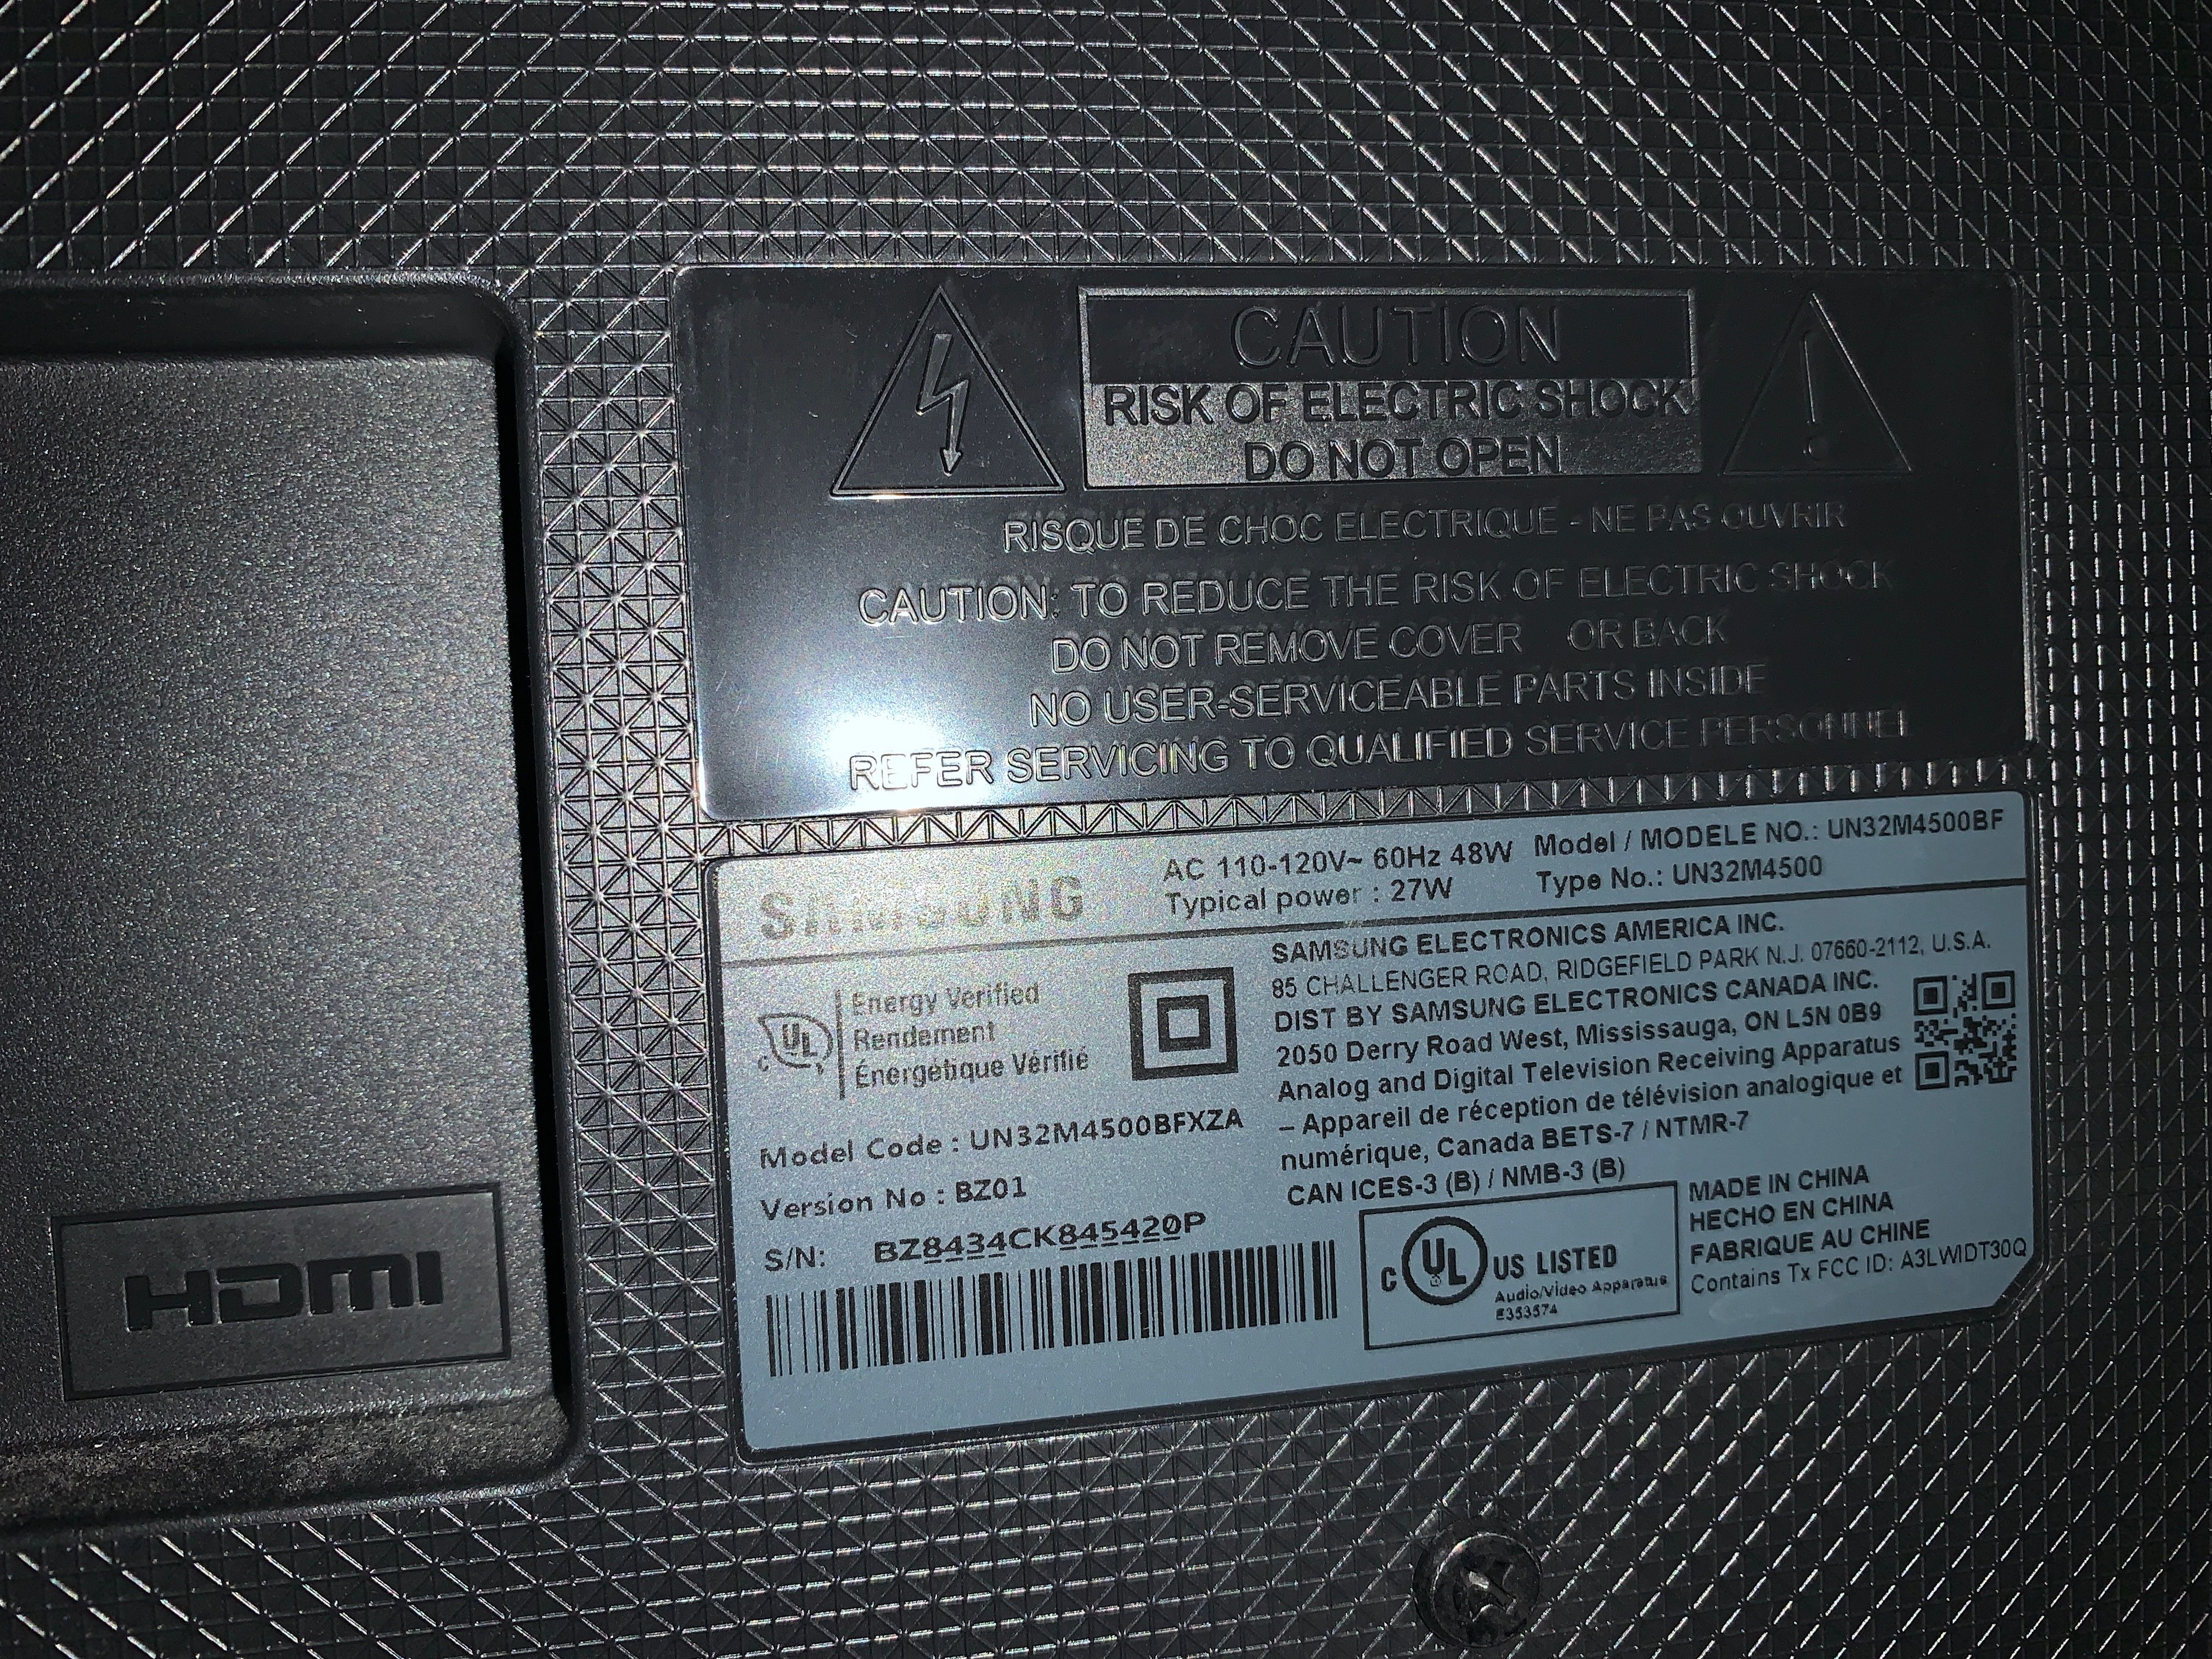 CAUTION
RISK OF ELECTRIC SHOCK
DO NOT OPEN
RISQUE DE CHOC ELECTRIQUE - NE PAS OUVRIR
CAUTION: TO REDUCE THE RISK OF ELECTRIC SHOCK
DO NOT REMOVE COVER OR BACK
NO USER-SERVICEABLE PARTS INSIDE
REFER SERVICING TO QUALIFIED SERVICE PERSONNEL
SAMSUNG
AC 110-120V~ 60Hz 48W
Typical power : 27W
Model / MODELE NO.: UN32M4500BF
Type No.: UN32M4500
c UL
Energy Verified
Rendement
Énergétique Vérifié
SAMSUNG ELECTRONICS AMERICA INC.
85 CHALLENGER ROAD, RIDGEFIELD PARK N.J. 07660-2112, U.S.A.
DIST BY SAMSUNG ELECTRONICS CANADA INC.
2050 Derry Road West, Mississauga, ON L5N 0B9
Analog and Digital Television Receiving Apparatus
– Appareil de réception de télévision analogique et
numérique, Canada BETS-7 / NTMR-7
CAN ICES-3 (B) / NMB-3 (B)
Model Code : UN32M4500BFXZA
Version No : BZ01
S/N: BZ8434CK845420P
c UL US LISTED
Audio/Video Apparatus
E353574
MADE IN CHINA
HECHO EN CHINA
FABRIQUE AU CHINE
Contains Tx FCC ID: A3LWIDT30Q
HDMI